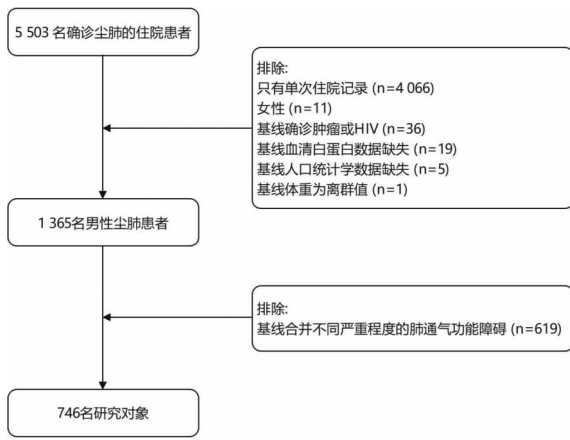 5 503 名确诊尘肺的住院患者
排除:
只有单次住院记录 (n=4 066)
女性 (n=11)
基线确诊肿瘤或HIV (n=36)
基线血清白蛋白数据缺失 (n=19)
基线人口统计学数据缺失 (n=5)
基线体重为离群值 (n=1)
1 365名男性尘肺患者
排除:
基线合并不同严重程度的肺通气功能障碍 (n=619)
746名研究对象